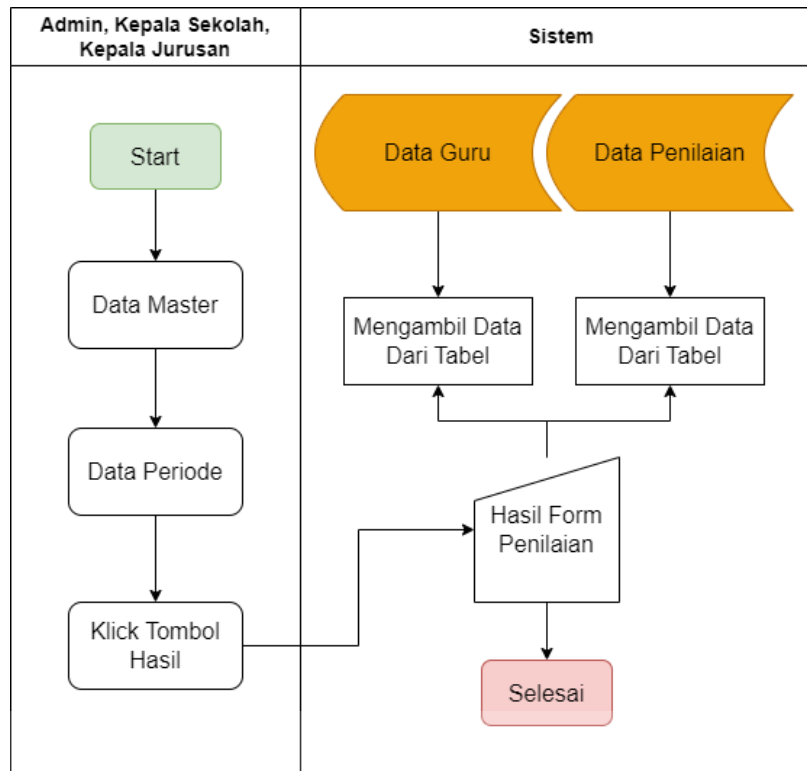 Admin, Kepala Sekolah,
Kepala Jurusan
Sistem
Start
Data Master
Data Periode
Klick Tombol
Hasil
Data Guru
Data Penilaian
Mengambil Data
Dari Tabel
Mengambil Data
Dari Tabel
Hasil Form
Penilaian
Selesai